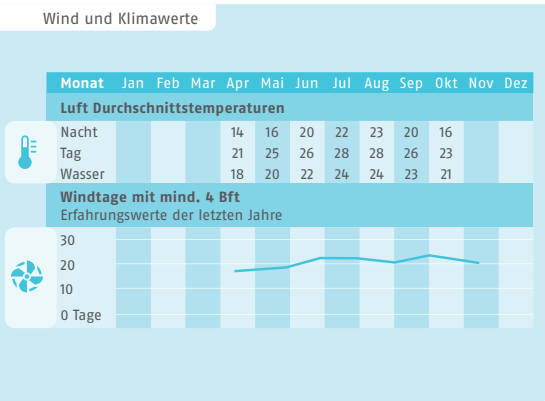 Wind und Klimawerte
Monat Jan Feb Mar Apr Mai Jun Jul Aug Sep Okt Nov Dez
Luft Durchschnittstemperaturen
Nacht 14 16 20 22 23 20 16
Tag 21 25 26 28 28 26 23
Wasser 18 20 22 24 24 23 21
Windtage mit mind. 4 Bft
Erfahrungswerte der letzten Jahre
30
20
10
0 Tage